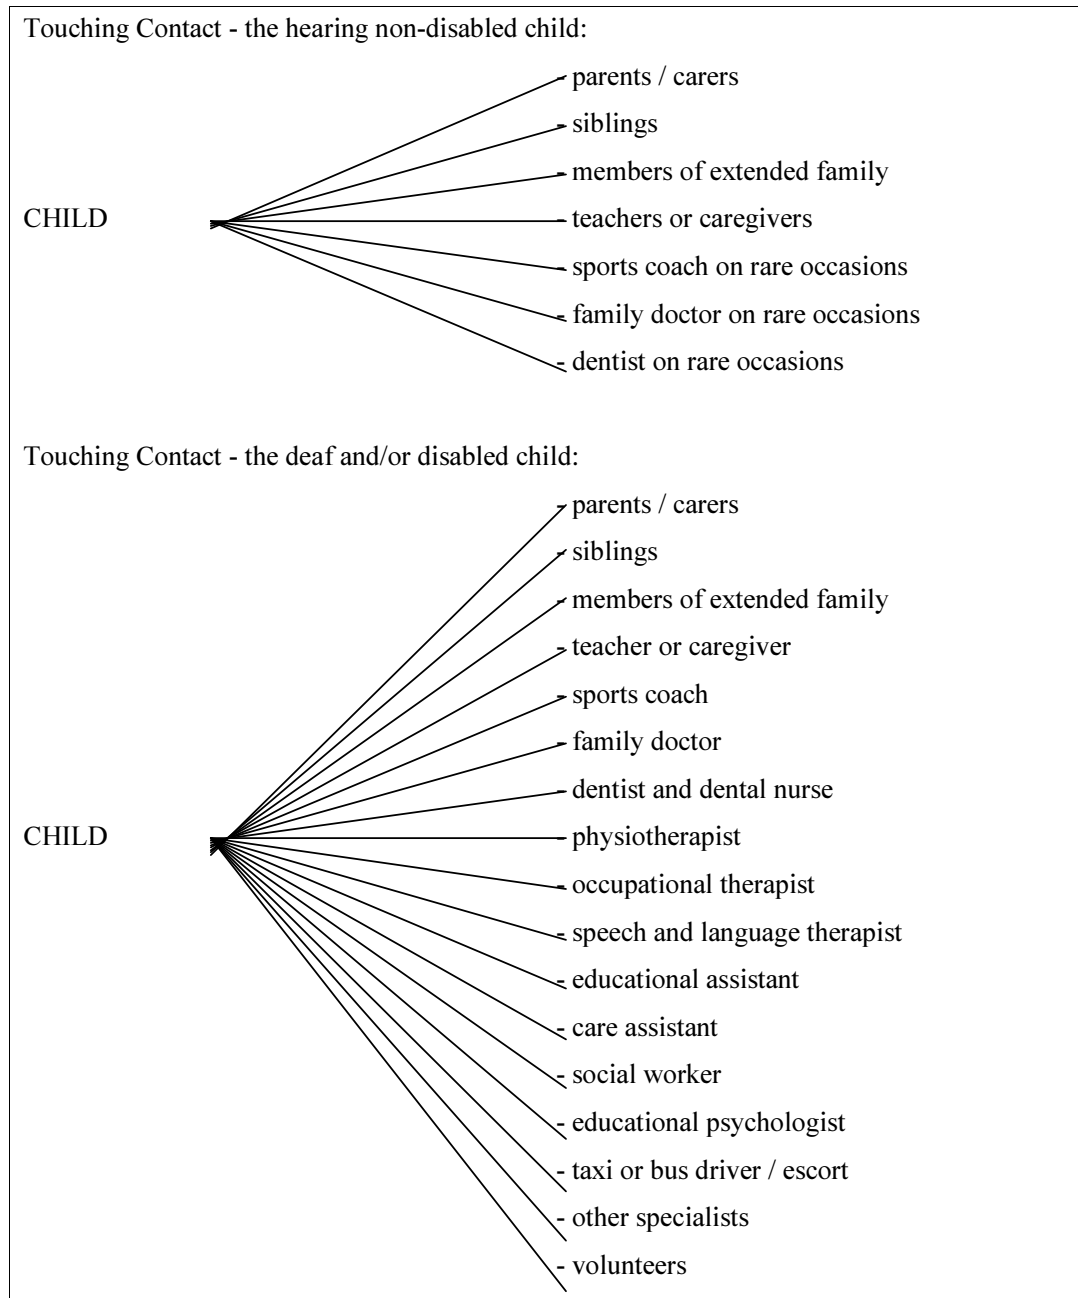 Touching Contact - the hearing non-disabled child:
- parents / carers
- siblings
- members of extended family
CHILD - teachers or caregivers
- sports coach on rare occasions
- family doctor on rare occasions
- dentist on rare occasions
Touching Contact - the deaf and/or disabled child:
- parents / carers
- siblings
- members of extended family
- teacher or caregiver
- sports coach
- family doctor
- dentist and dental nurse
CHILD - physiotherapist
- occupational therapist
- speech and language therapist
- educational assistant
- care assistant
- social worker
- educational psychologist
- taxi or bus driver / escort
- other specialists
- volunteers